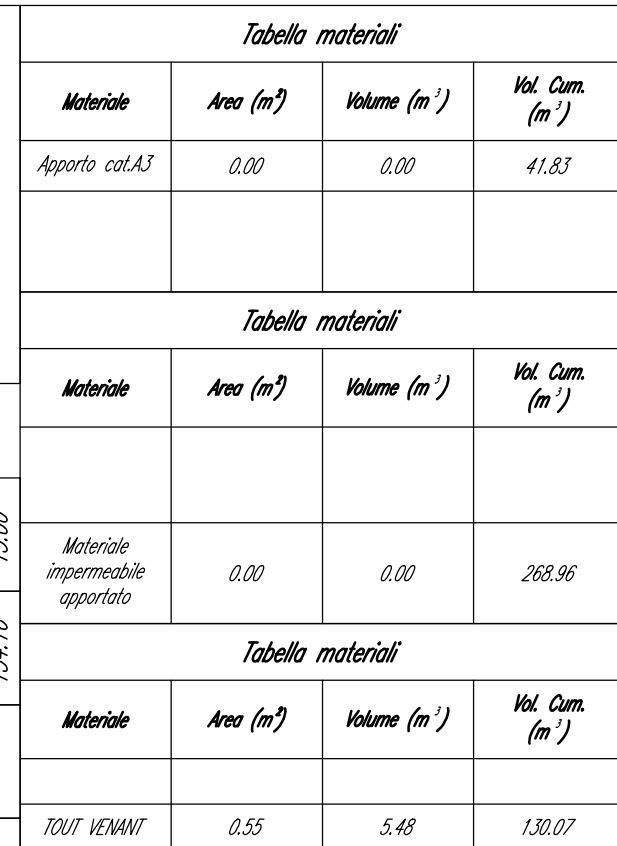 Tabella materiali
Materiale Area (m²) Volume (m³) Vol. Cum. (m³)
Apporto cat.A3 0.00 0.00 41.83
Tabella materiali
Materiale Area (m²) Volume (m³) Vol. Cum. (m³)
Materiale impermeabile apportato 0.00 0.00 268.96
Tabella materiali
Materiale Area (m²) Volume (m³) Vol. Cum. (m³)
TOUT VENANT 0.55 5.48 130.07